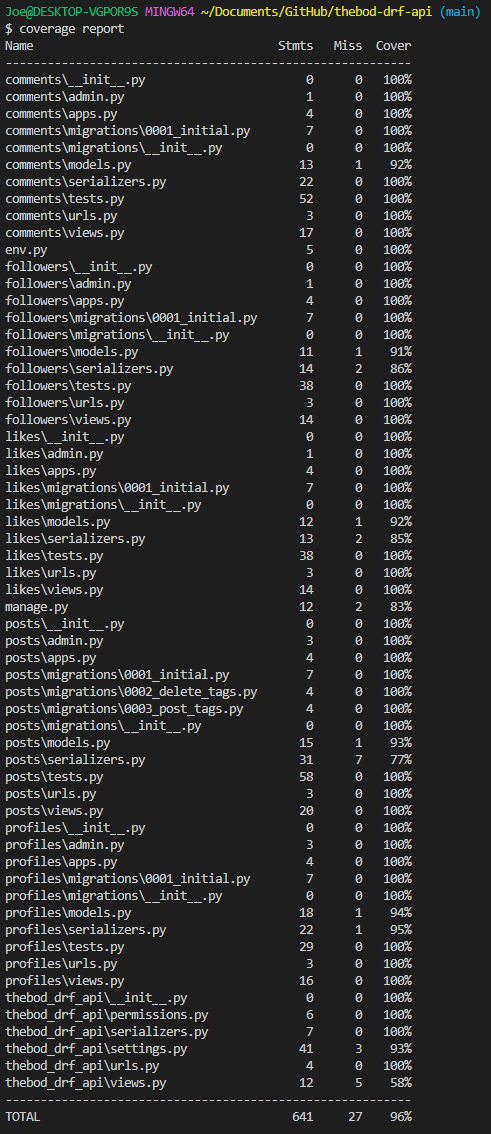 Joe@DESKTOP-VGPOR9S MINGW64 ~/Documents/GitHub/thebod-drf-api (main)
$ coverage report
Name                                  Stmts   Miss  Cover
---------------------------------------------------------
comments\__init__.py                      0      0   100%
comments\admin.py                         1      0   100%
comments\apps.py                          4      0   100%
comments\migrations\0001_initial.py       7      0   100%
comments\migrations\__init__.py           0      0   100%
comments\models.py                       13      1    92%
comments\serializers.py                  22      0   100%
comments\tests.py                        52      0   100%
comments\urls.py                          3      0   100%
comments\views.py                        17      0   100%
env.py                                    5      0   100%
followers\__init__.py                     0      0   100%
followers\admin.py                        1      0   100%
followers\apps.py                         4      0   100%
followers\migrations\0001_initial.py      7      0   100%
followers\migrations\__init__.py          0      0   100%
followers\models.py                      11      1    91%
followers\serializers.py                 14      2    86%
followers\tests.py                       38      0   100%
followers\urls.py                         3      0   100%
followers\views.py                       14      0   100%
likes\__init__.py                         0      0   100%
likes\admin.py                            1      0   100%
likes\apps.py                             4      0   100%
likes\migrations\0001_initial.py          7      0   100%
likes\migrations\__init__.py              0      0   100%
likes\models.py                          12      1    92%
likes\serializers.py                     13      2    85%
likes\tests.py                           38      0   100%
likes\urls.py                             3      0   100%
likes\views.py                           14      0   100%
manage.py                                12      2    83%
posts\__init__.py                         0      0   100%
posts\admin.py                            3      0   100%
posts\apps.py                             4      0   100%
posts\migrations\0001_initial.py          7      0   100%
posts\migrations\0002_delete_tags.py      4      0   100%
posts\migrations\0003_post_tags.py        4      0   100%
posts\migrations\__init__.py              0      0   100%
posts\models.py                          15      1    93%
posts\serializers.py                     31      7    77%
posts\tests.py                           58      0   100%
posts\urls.py                             3      0   100%
posts\views.py                           20      0   100%
profiles\__init__.py                      0      0   100%
profiles\admin.py                         3      0   100%
profiles\apps.py                          4      0   100%
profiles\migrations\0001_initial.py       7      0   100%
profiles\migrations\__init__.py           0      0   100%
profiles\models.py                       18      1    94%
profiles\serializers.py                  22      1    95%
profiles\tests.py                        29      0   100%
profiles\urls.py                          3      0   100%
profiles\views.py                        16      0   100%
thebod_drf_api\__init__.py                0      0   100%
thebod_drf_api\permissions.py             6      0   100%
thebod_drf_api\serializers.py             7      0   100%
thebod_drf_api\settings.py               41      3    93%
thebod_drf_api\urls.py                    4      0   100%
thebod_drf_api\views.py                  12      5    58%
---------------------------------------------------------
TOTAL                                   641     27    96%